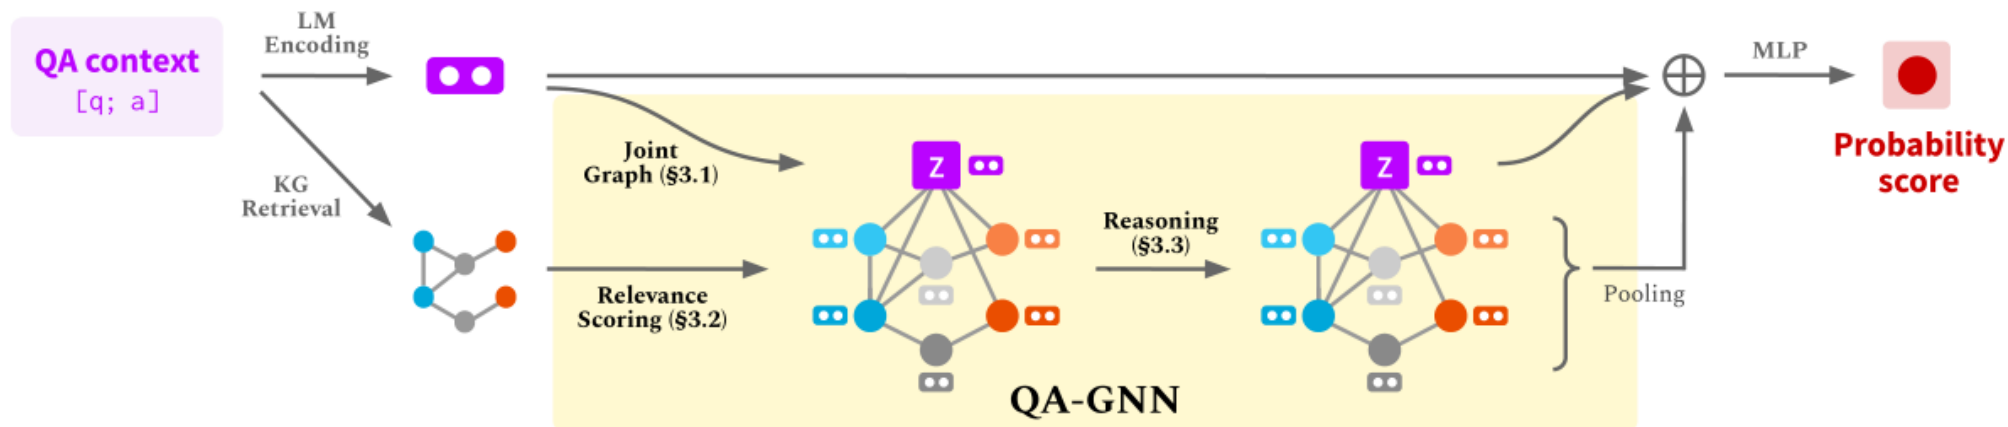 QA context
[q; a]
LM
Encoding
KG
Retrieval
Joint
Graph (§3.1)
Relevance
Scoring (§3.2)
Z
Reasoning
(§3.3)
Z
QA-GNN
Pooling
MLP
Probability
score